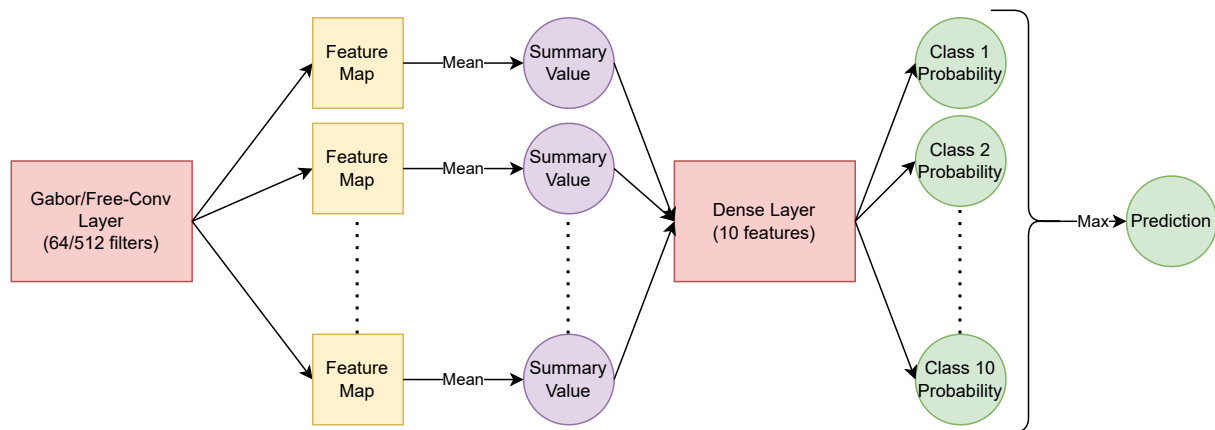 Gabor/Free-Conv
Layer
(64/512 filters)
Feature
Map
Mean
Summary
Value
Feature
Map
Mean
Summary
Value
Feature
Map
Mean
Summary
Value
Dense Layer
(10 features)
Class 1
Probability
Class 2
Probability
Class 10
Probability
Max
Prediction